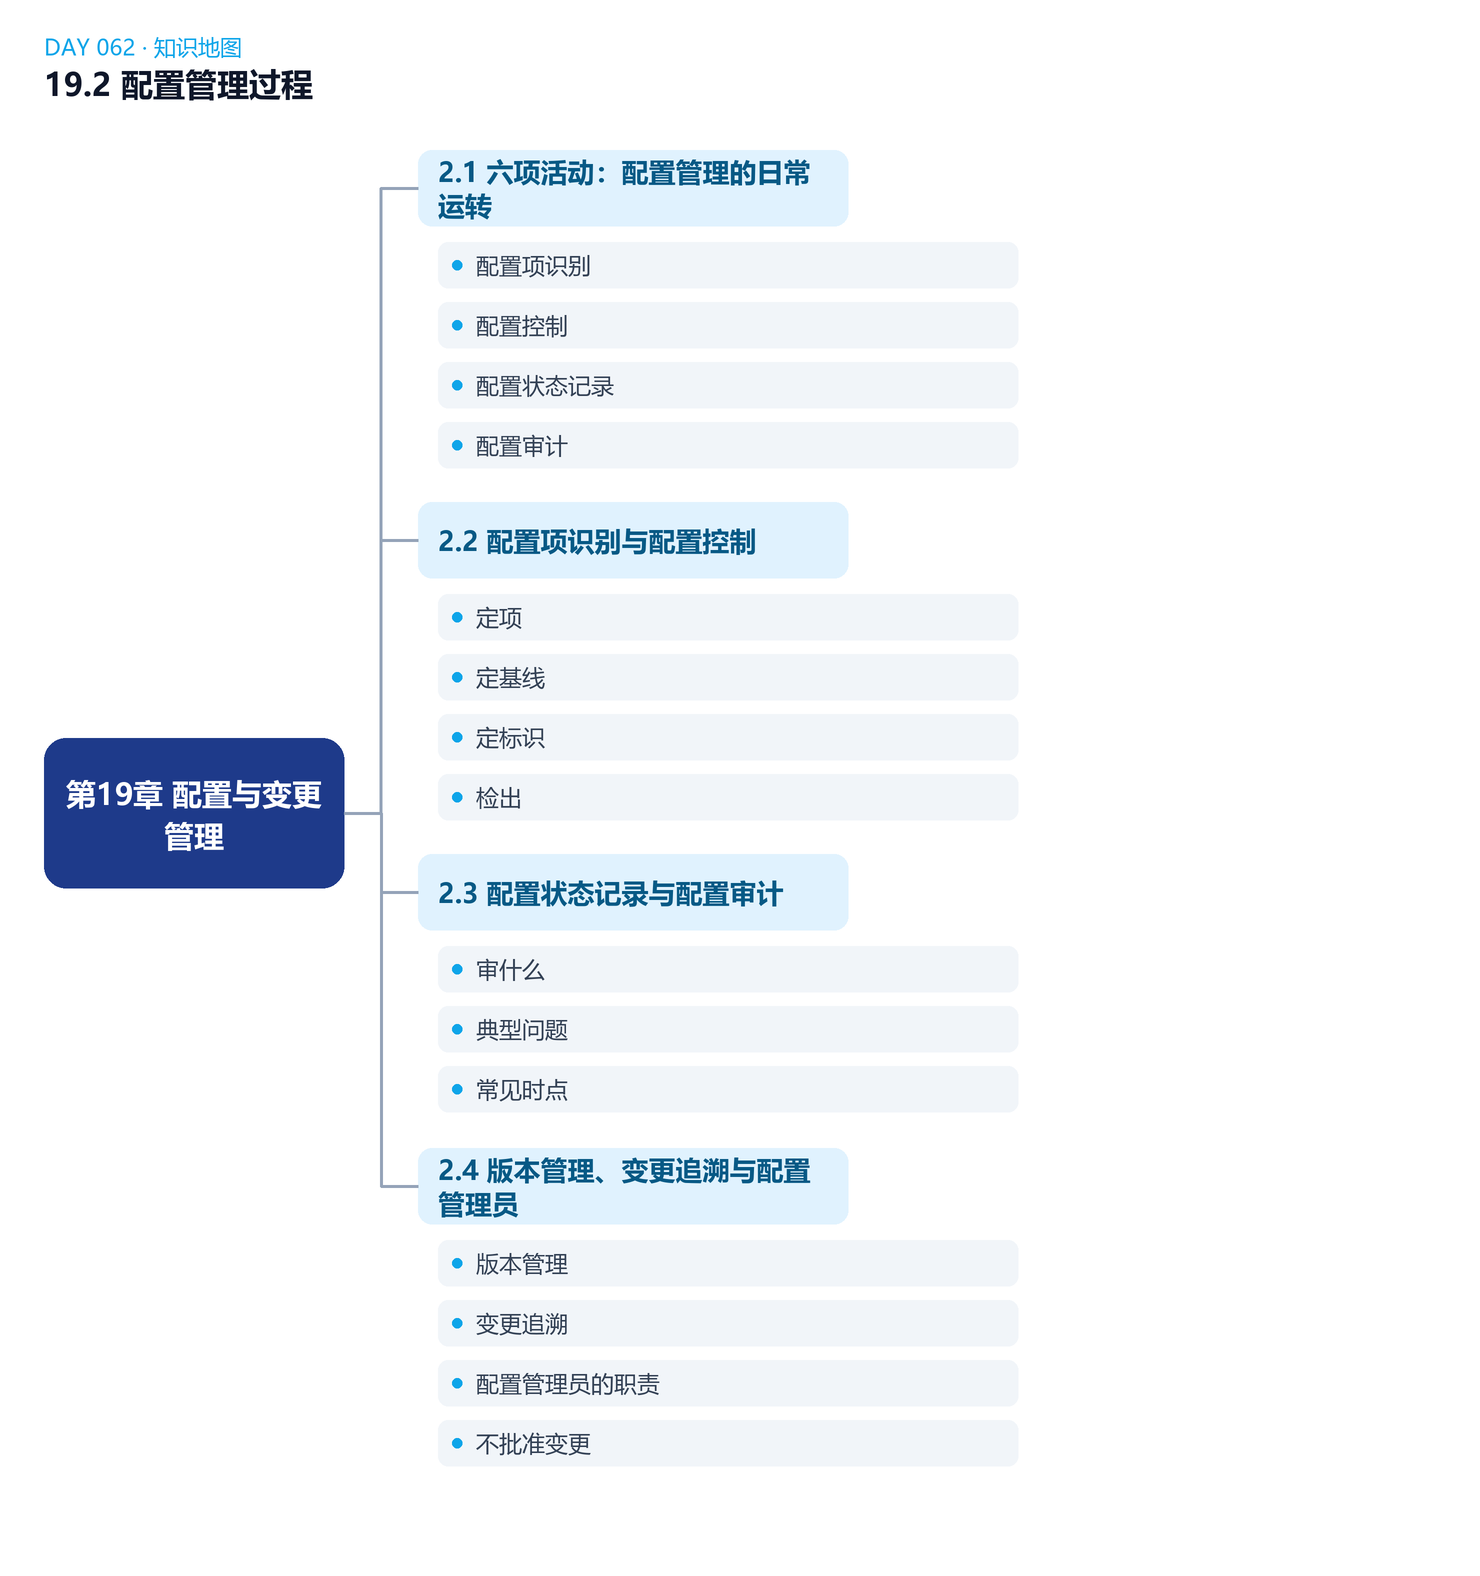 DAY 062 · 知识地图
19.2 配置管理过程
2.1 六项活动：配置管理的日常
运转
配置项识别
配置控制
配置状态记录
配置审计
2.2 配置项识别与配置控制
定项
定基线
定标识
检出
第19章 配置与变更
管理
2.3 配置状态记录与配置审计
审什么
典型问题
常见时点
2.4 版本管理、变更追溯与配置
管理员
版本管理
变更追溯
配置管理员的职责
不批准变更